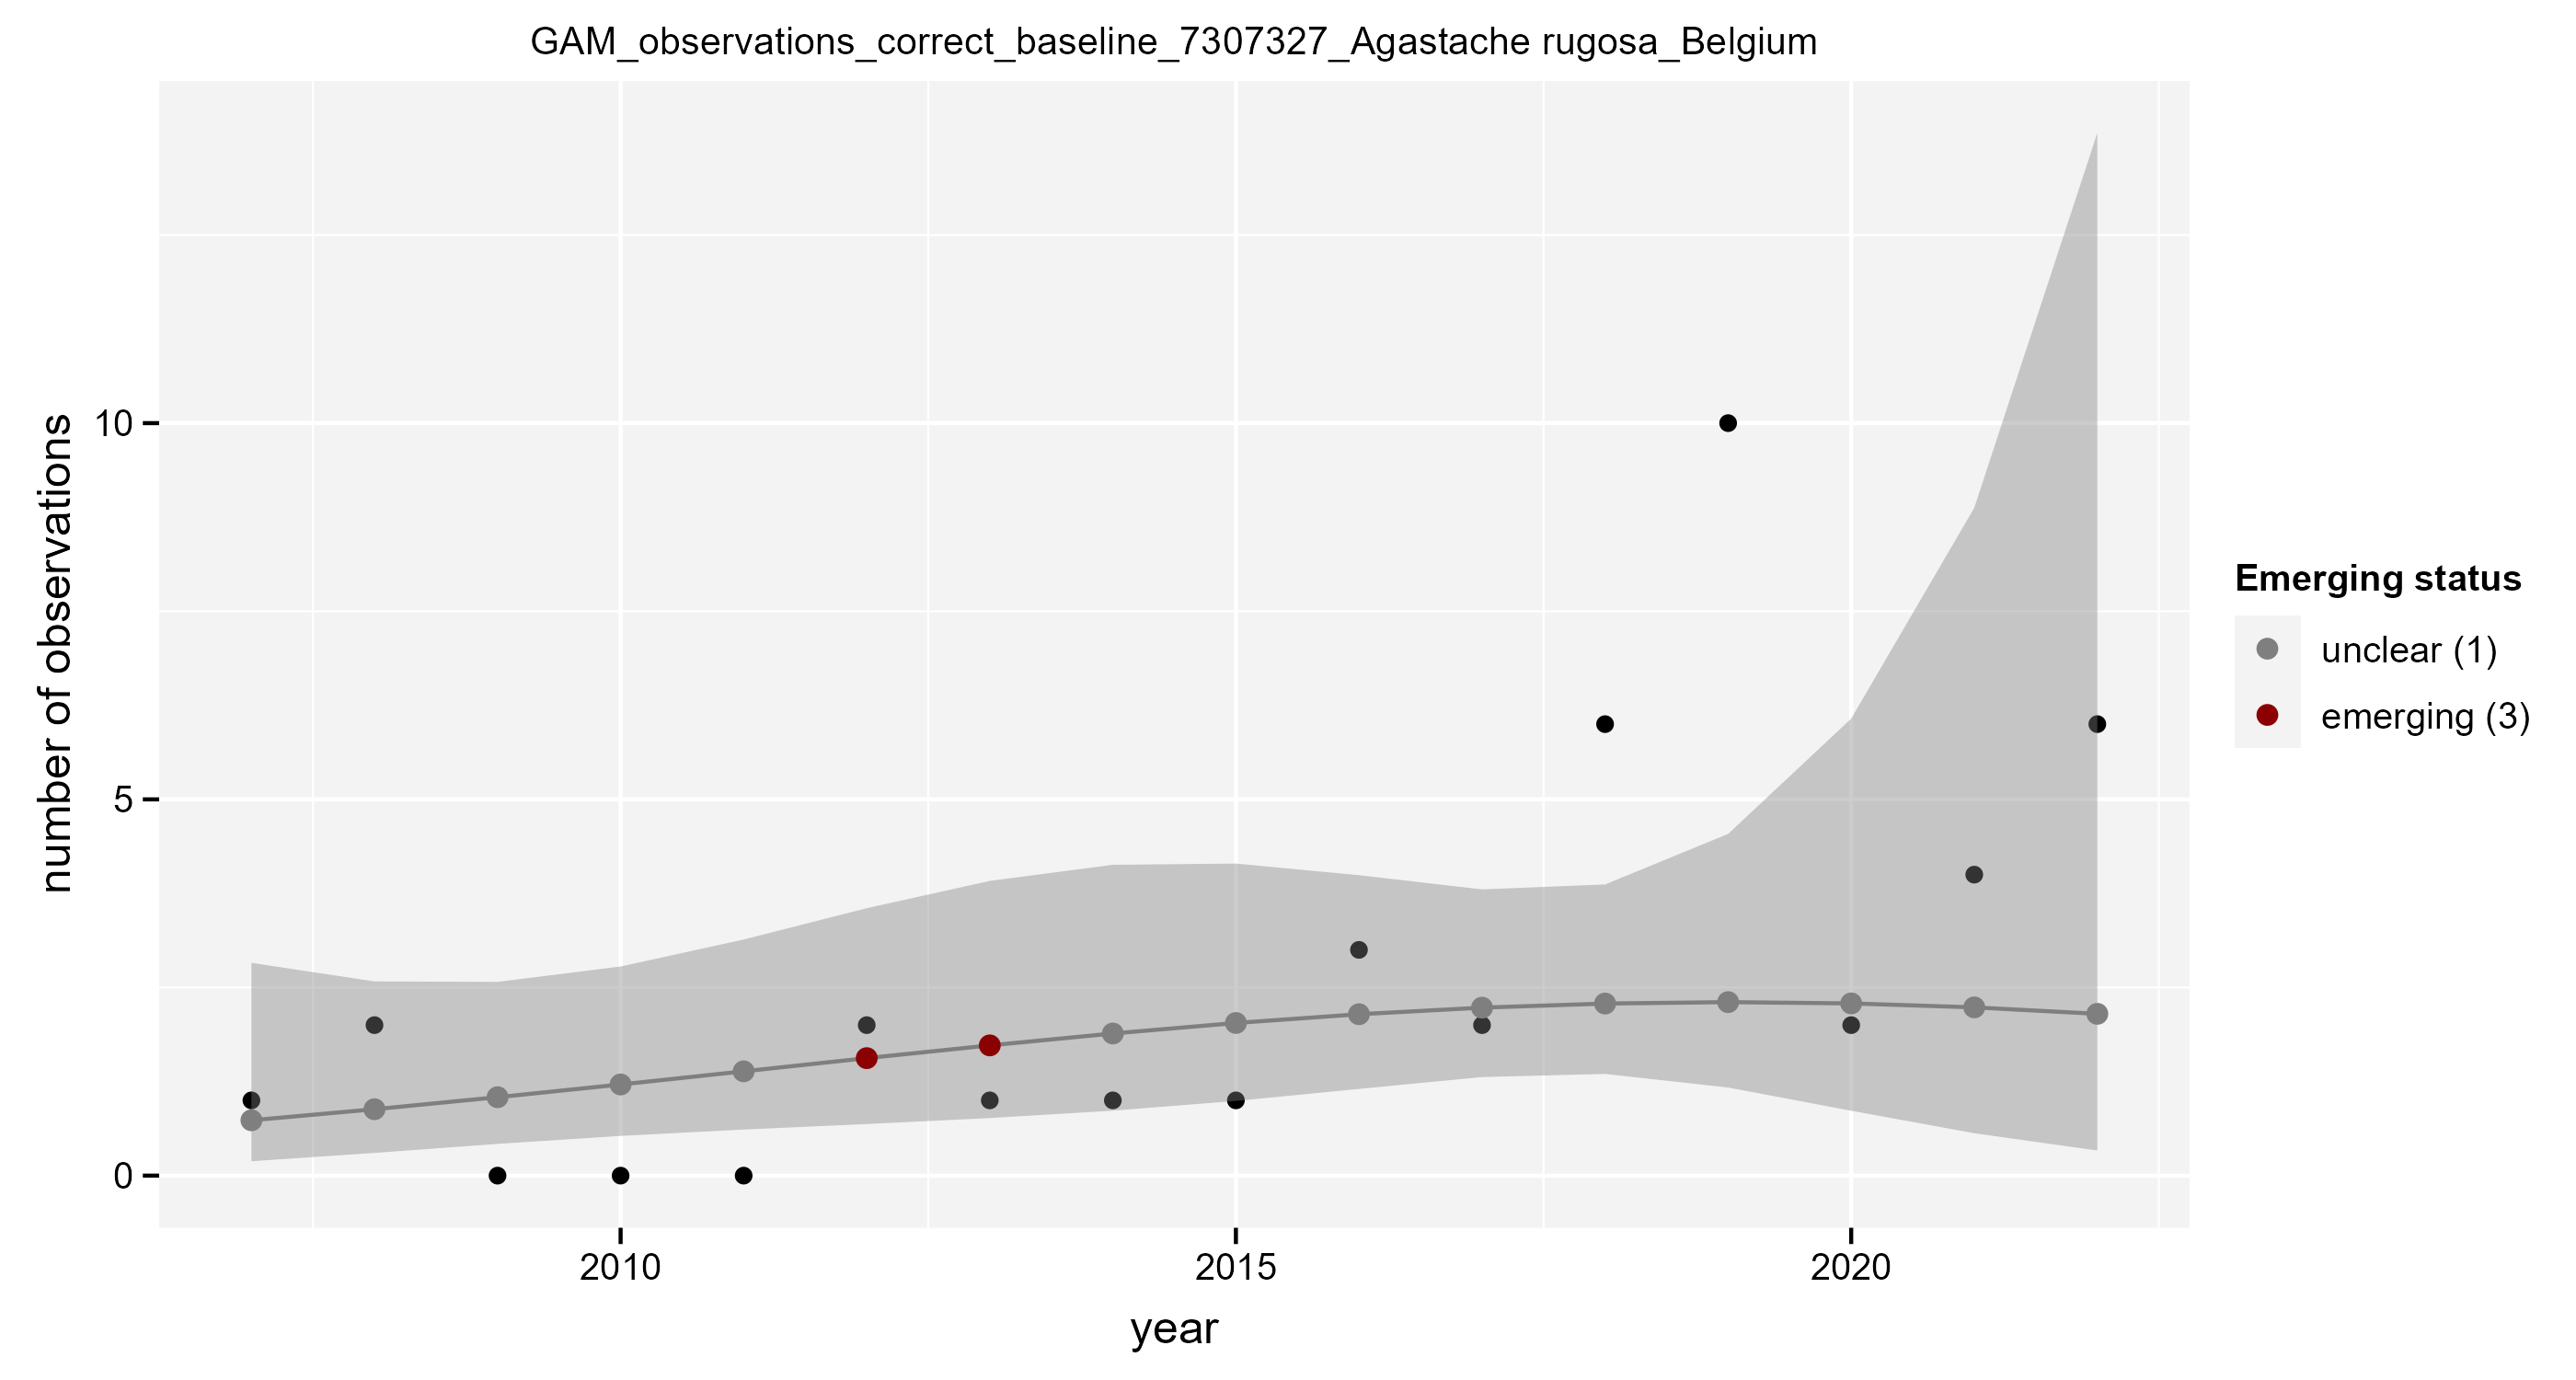 GAM_observations_correct_baseline_7307327_Agastache rugosa_Belgium
number of observations
10
5
0
2010
2015
2020
year
Emerging status
unclear (1)
emerging (3)